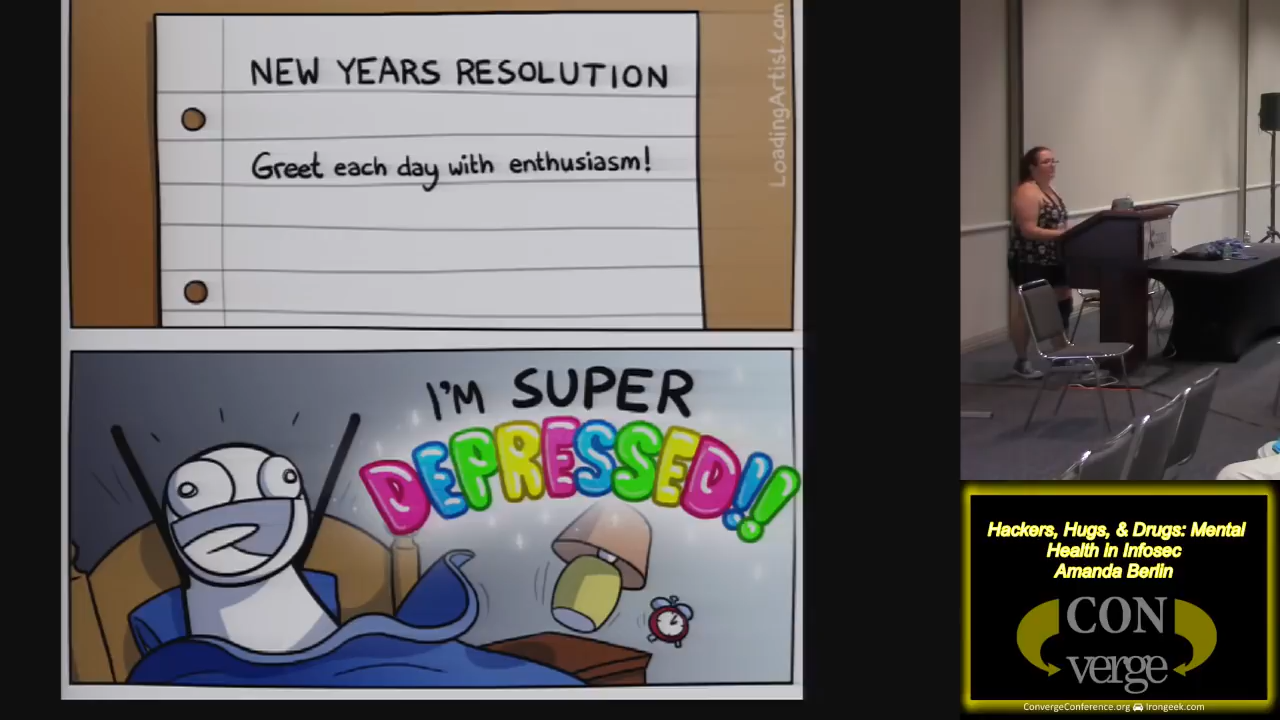 NEW YEARS RESOLUTION
Greet each day with enthusiasm!
LoadingArtist.com
I'M SUPER
DEPRESSED!!
Hackers, Hugs, & Drugs: Mental
Health in Infosec
Amanda Berlin
CON
verge
ConvergeConference.org Irongeek.com